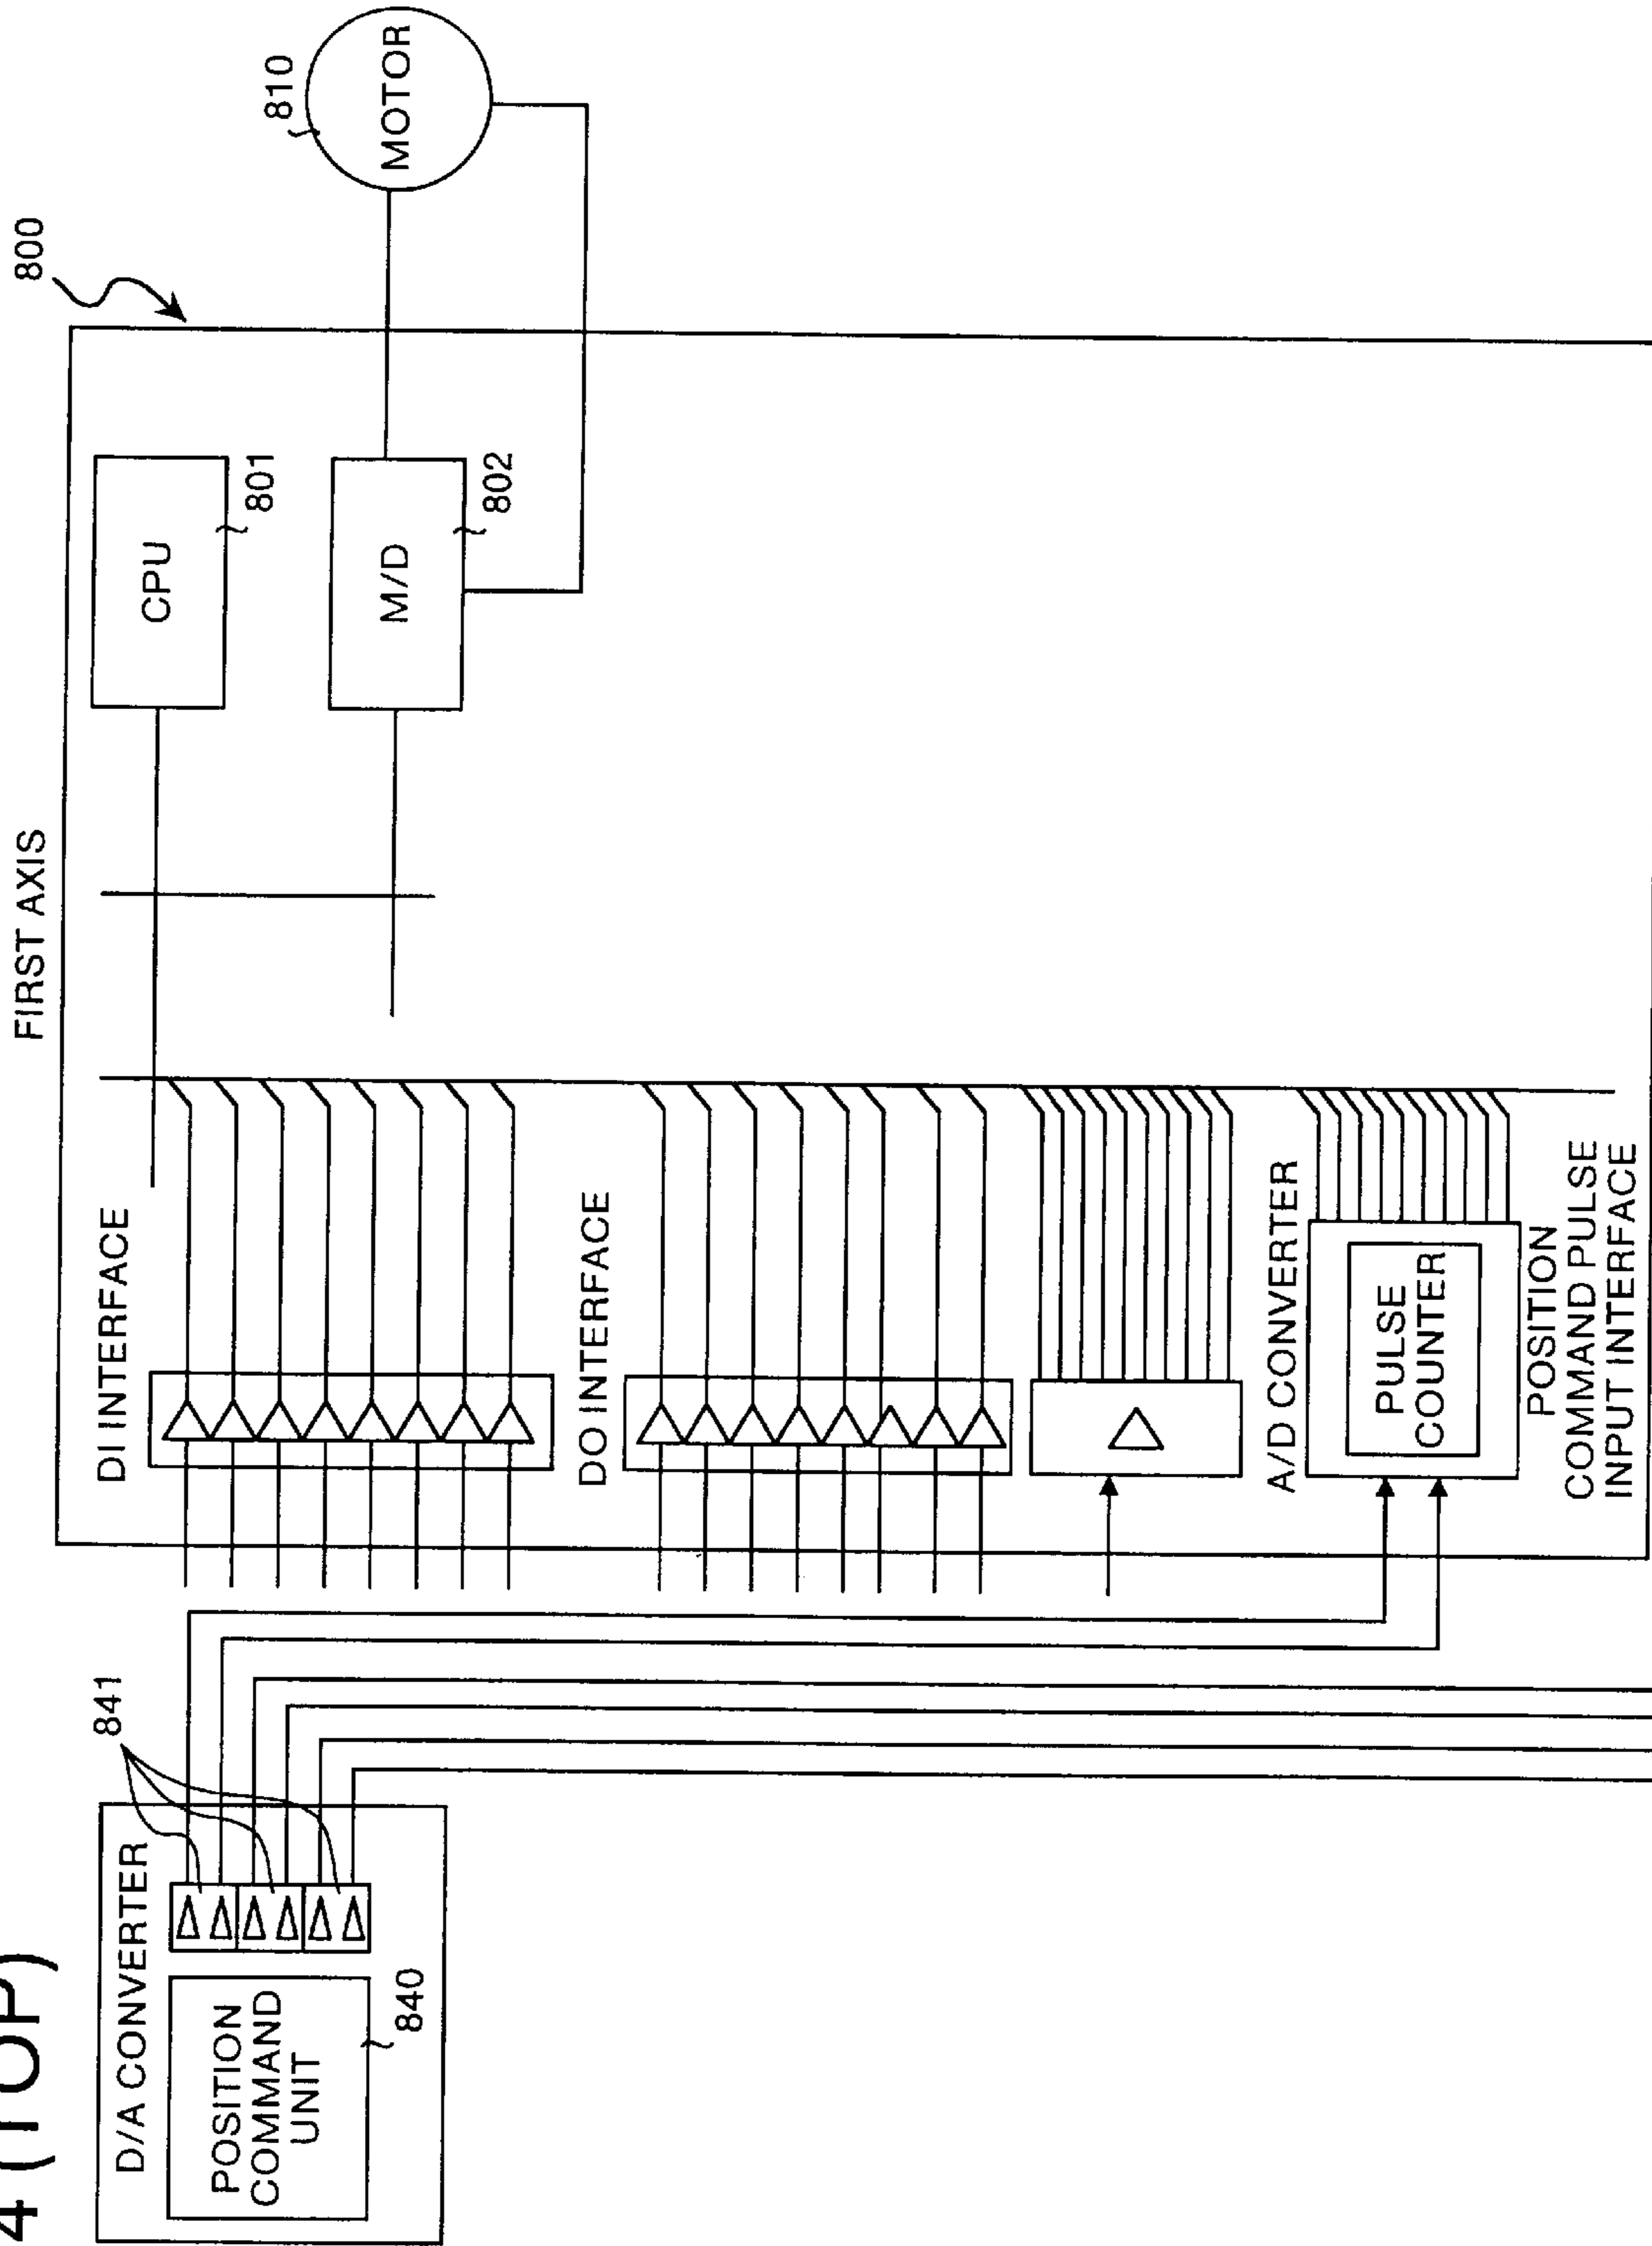 4 (TOP)
D/A CONVERTER
POSITION
COMMAND
UNIT
840
841
FIRST AXIS
800
DI INTERFACE
CPU
801
M/D
802
MOTOR
810
DO INTERFACE
A/D CONVERTER
PULSE
COUNTER
POSITION
COMMAND PULSE
INPUT INTERFACE